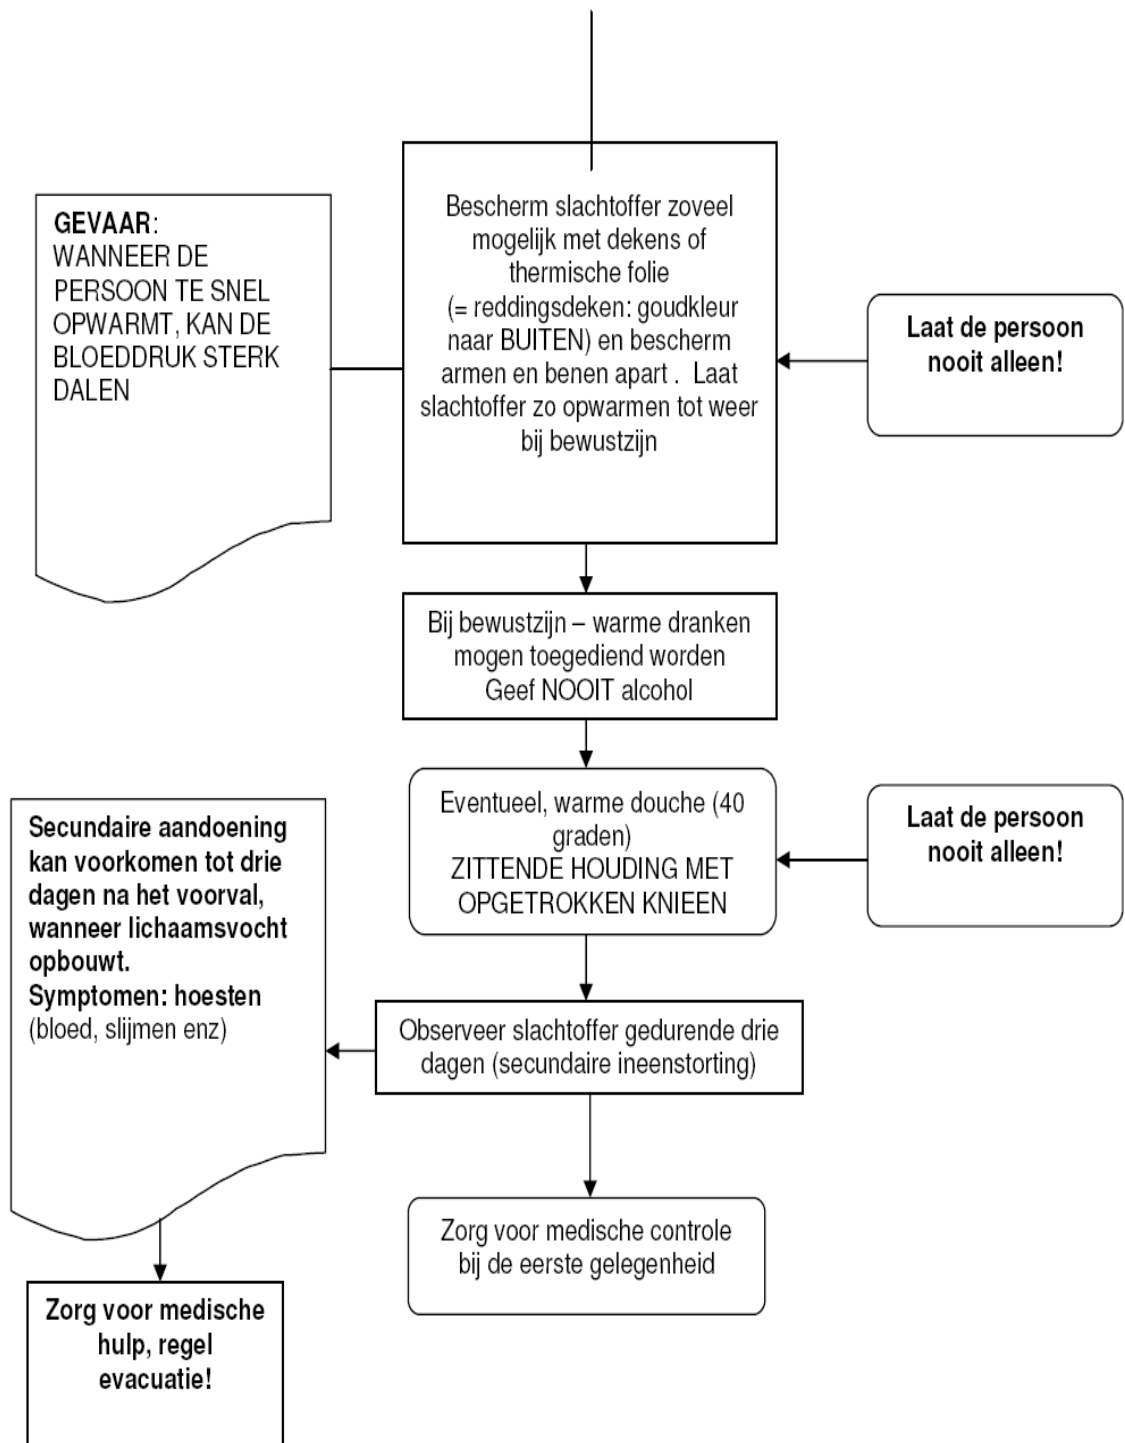 GEVAAR:
WANNEER DE
PERSOON TE SNEL
OPWARMT, KAN DE
BLOEDDRUK STERK
DALEN
Bescherm slachtoffer zoveel
mogelijk met dekens of
thermische folie
(= reddingsdeken: goudkleur
naar BUITEN) en bescherm
armen en benen apart .  Laat
slachtoffer zo opwarmen tot weer
bij bewustzijn
Laat de persoon
nooit alleen!
Bij bewustzijn – warme dranken
mogen toegediend worden
Geef NOOIT alcohol
Eventueel, warme douche (40
graden)
ZITTENDE HOUDING MET
OPGETROKKEN KNIEEN
Laat de persoon
nooit alleen!
Secundaire aandoening
kan voorkomen tot drie
dagen na het voorval,
wanneer lichaamsvocht
opbouwt.
Symptomen: hoesten
(bloed, slijmen enz)
Observeer slachtoffer gedurende drie
dagen (secundaire ineenstorting)
Zorg voor medische controle
bij de eerste gelegenheid
Zorg voor medische
hulp, regel
evacuatie!